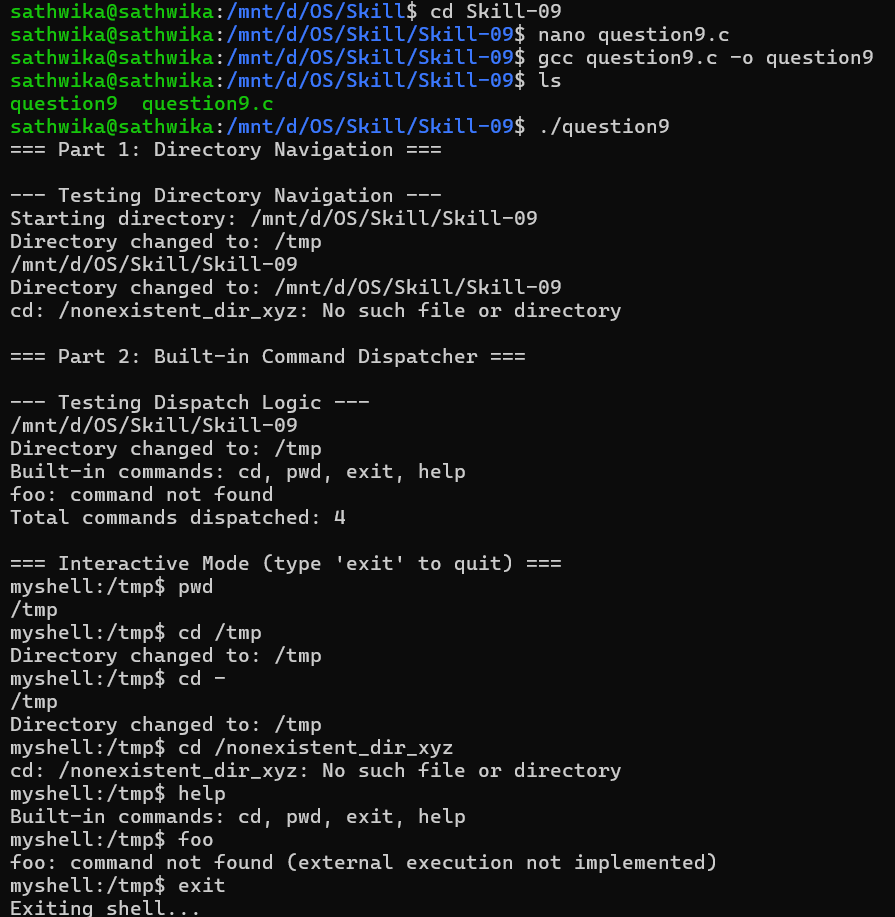 sathwika@sathwika:/mnt/d/OS/Skill$ cd Skill-09
sathwika@sathwika:/mnt/d/OS/Skill/Skill-09$ nano question9.c
sathwika@sathwika:/mnt/d/OS/Skill/Skill-09$ gcc question9.c -o question9
sathwika@sathwika:/mnt/d/OS/Skill/Skill-09$ ls
question9  question9.c
sathwika@sathwika:/mnt/d/OS/Skill/Skill-09$ ./question9
=== Part 1: Directory Navigation ===

--- Testing Directory Navigation ---
Starting directory: /mnt/d/OS/Skill/Skill-09
Directory changed to: /tmp
/mnt/d/OS/Skill/Skill-09
Directory changed to: /mnt/d/OS/Skill/Skill-09
cd: /nonexistent_dir_xyz: No such file or directory

=== Part 2: Built-in Command Dispatcher ===

--- Testing Dispatch Logic ---
/mnt/d/OS/Skill/Skill-09
Directory changed to: /tmp
Built-in commands: cd, pwd, exit, help
foo: command not found
Total commands dispatched: 4

=== Interactive Mode (type 'exit' to quit) ===
myshell:/tmp$ pwd
/tmp
myshell:/tmp$ cd /tmp
Directory changed to: /tmp
myshell:/tmp$ cd -
/tmp
Directory changed to: /tmp
myshell:/tmp$ cd /nonexistent_dir_xyz
cd: /nonexistent_dir_xyz: No such file or directory
myshell:/tmp$ help
Built-in commands: cd, pwd, exit, help
myshell:/tmp$ foo
foo: command not found (external execution not implemented)
myshell:/tmp$ exit
Exiting shell...